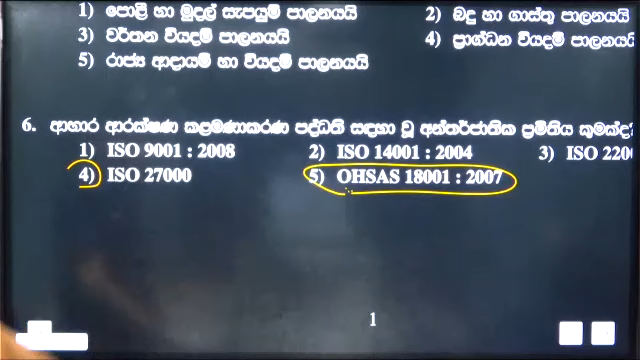 1) පොළී හා මුදල් සැපයුම් පාලනයයි 2) බදු හා ගාස්තු පාලනයයි
3) වර්තන වියදම් පාලනයයි 4) ප්‍රාග්ධන වියදම් පාලනයයි
5) රාජ්‍ය ආදායම් හා වියදම් පාලනයයි
6. ආහාර ආරක්ෂණ කළමණාකරණ පද්ධති සඳහා වූ අන්තර්ජාතික ප්‍රමිතිය කුමක්ද
1) ISO 9001 : 2008 2) ISO 14001 : 2004 3) ISO 220
4) ISO 27000 5) OHSAS 18001 : 2007
1